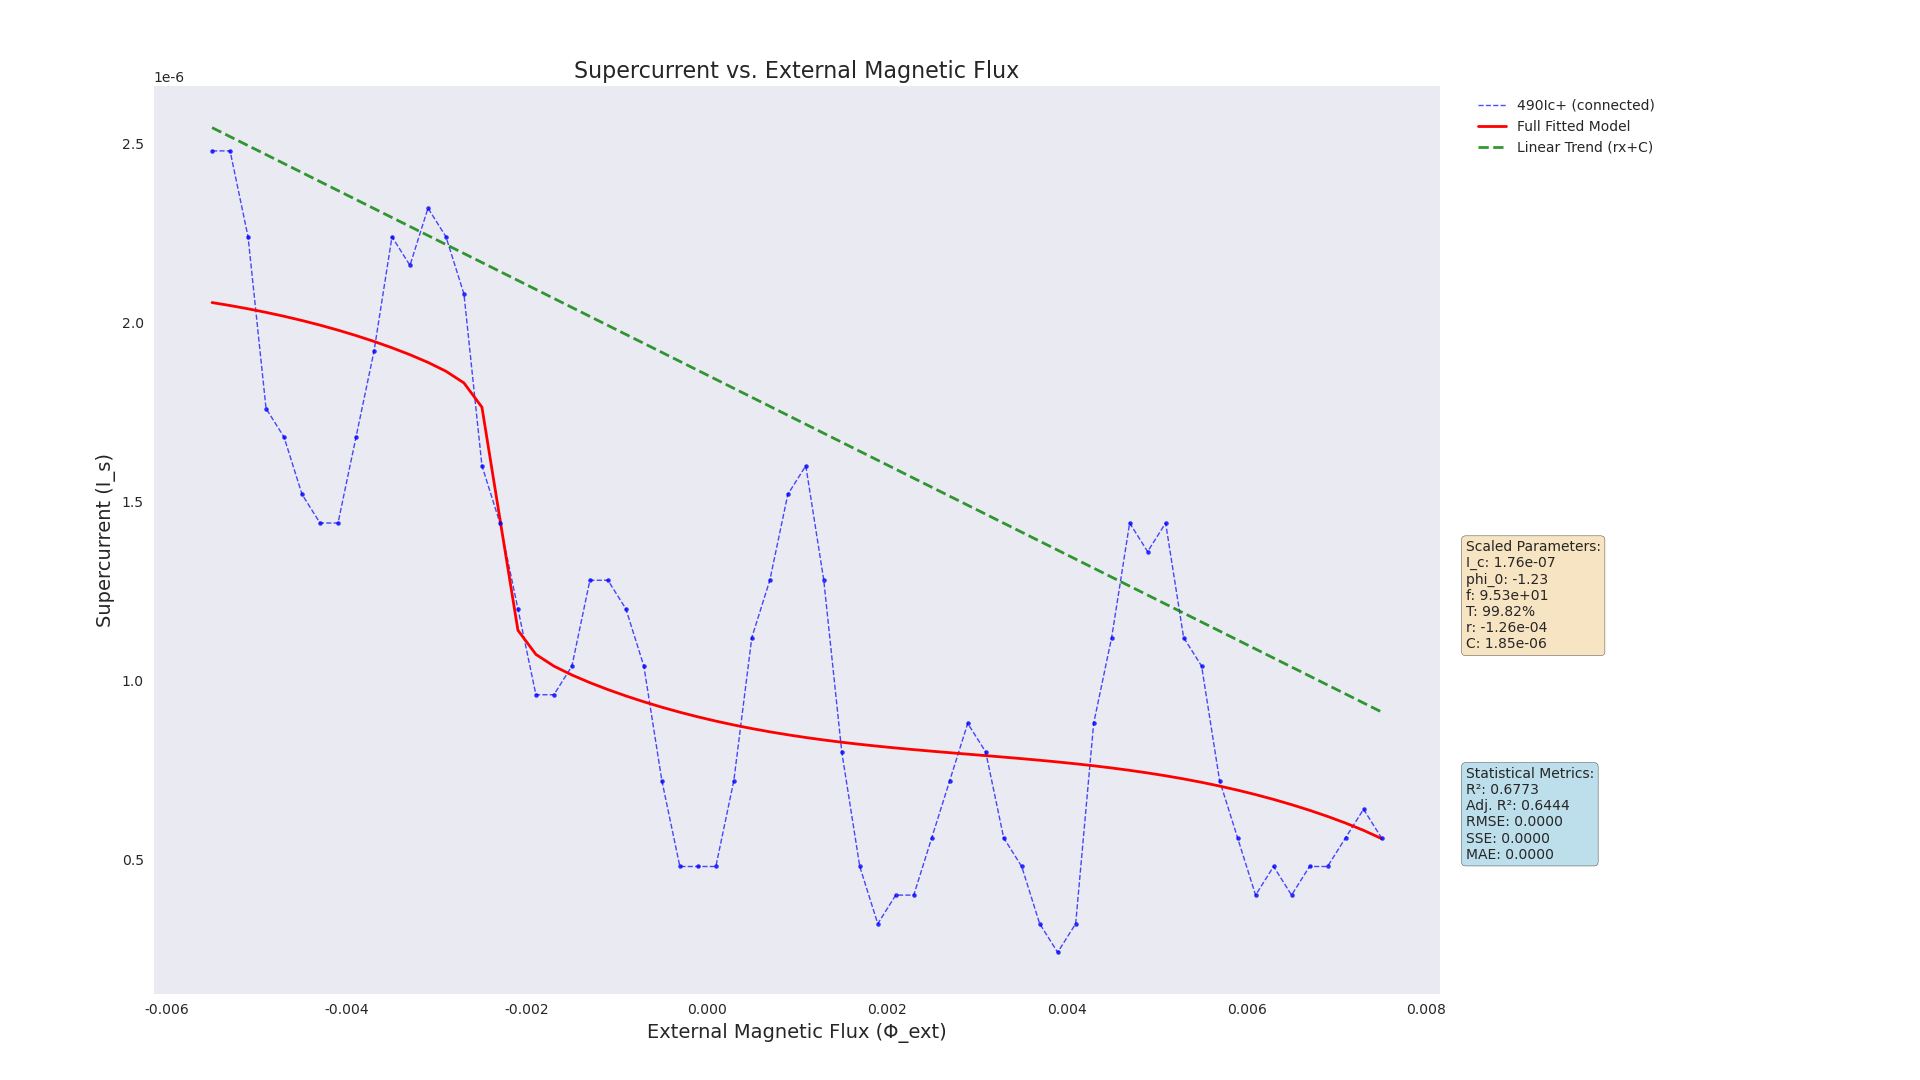 Supercurrent vs. External Magnetic Flux
1e-6
2.5
2.0
1.5
1.0
0.5
Supercurrent (I_s)
-0.006 -0.004 -0.002 0.000 0.002 0.004 0.006 0.008
External Magnetic Flux (Φ_ext)
490Ic+ (connected)
Full Fitted Model
Linear Trend (rx+C)
Scaled Parameters:
I_c: 1.76e-07
phi_0: -1.23
f: 9.53e+01
T: 99.82%
r: -1.26e-04
C: 1.85e-06
Statistical Metrics:
R²: 0.6773
Adj. R²: 0.6444
RMSE: 0.0000
SSE: 0.0000
MAE: 0.0000